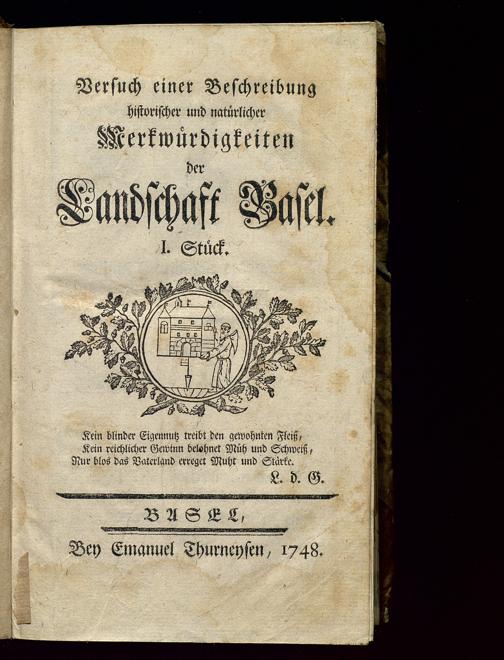 Versuch einer Beschreibung
historischer und natürlicher
Merkwürdigkeiten
der
Landschaft Basel.
I. Stück.
Kein blinder Eigennutz treibt den gewohnten Fleiß,
Kein reichlicher Gewinn belohnet Müh und Schweiß,
Nur blos das Vaterland erreget Muht und Stärke.
L. d. G.
BASEL,
Bey Emanuel Thurneysen, 1748.